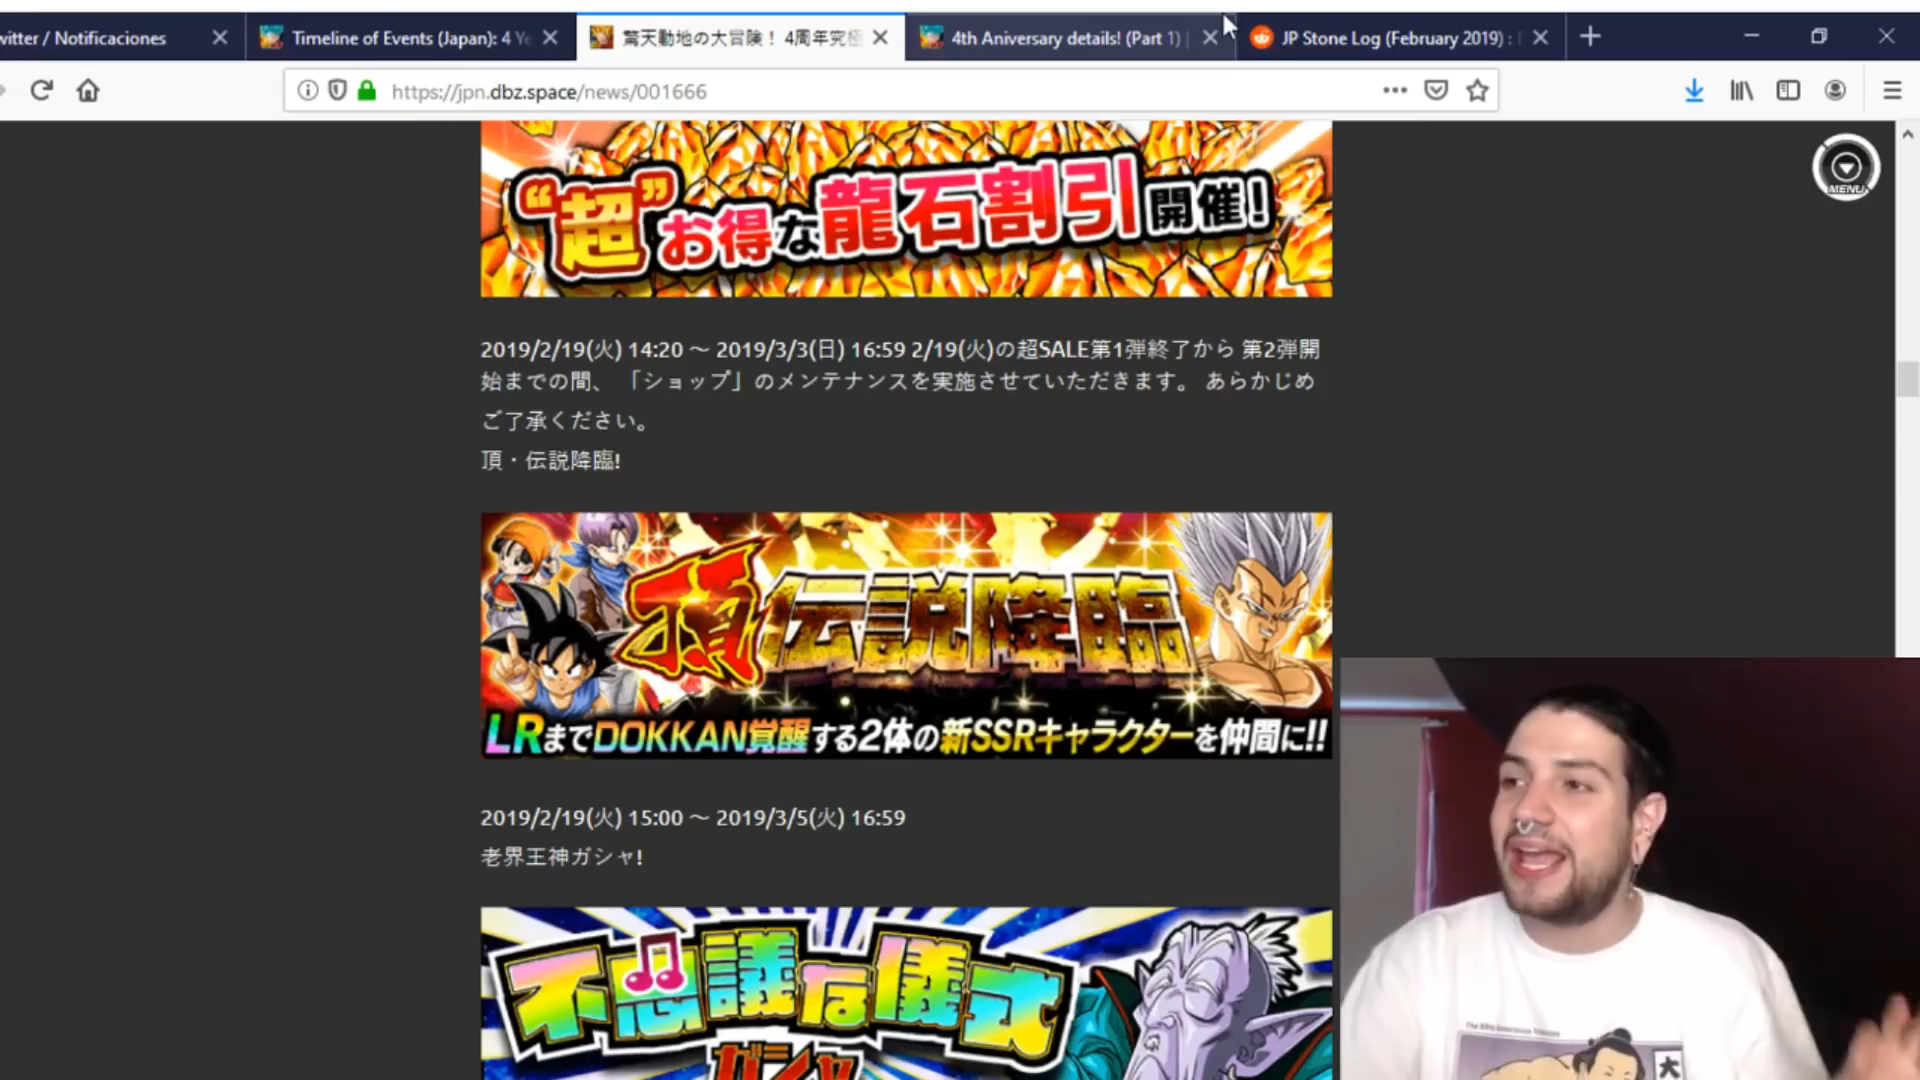 witter / Notificaciones
Timeline of Events (Japan): 4 Ye
驚天動地の大冒険！ 4周年究極
4th Aniversary details! (Part 1) |
JP Stone Log (February 2019) :
https://jpn.dbz.space/news/001666
MENU
“超”お得な龍石割引開催！
2019/2/19(火) 14:20 ～ 2019/3/3(日) 16:59 2/19(火)の超SALE第1弾終了から 第2弾開
始までの間、 「ショップ」のメンテナンスを実施させていただきます。 あらかじめ
ご了承ください。
頂・伝説降臨!
頂 伝説降臨
LRまでDOKKAN覚醒する2体の新SSRキャラクターを仲間に!!
2019/2/19(火) 15:00 ～ 2019/3/5(火) 16:59
老界王神ガシャ!
不思議な儀式
ガシャ
大